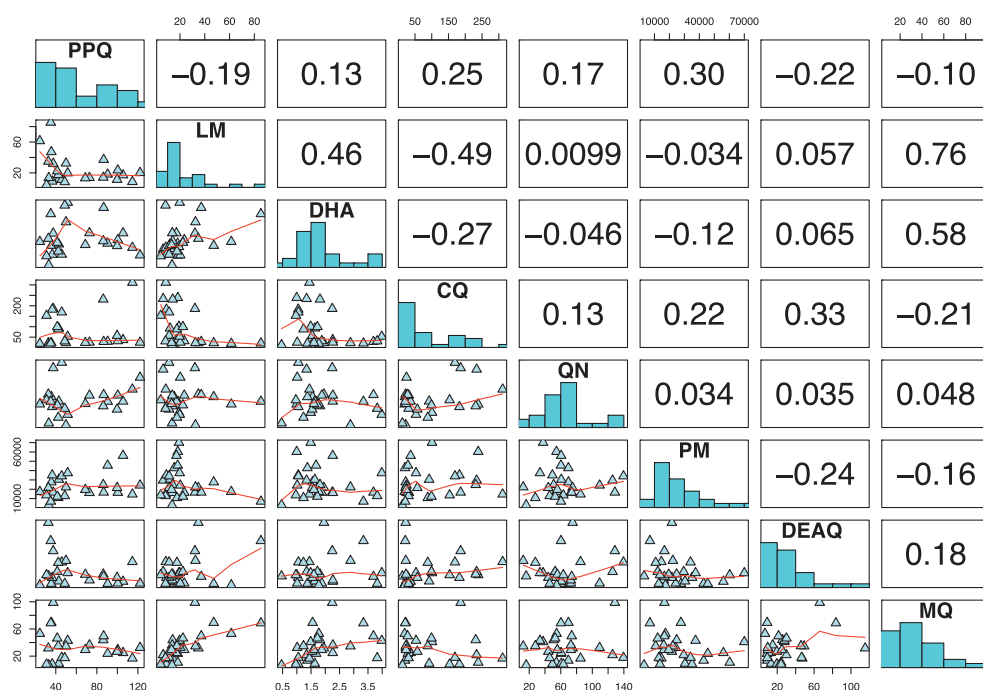 20 40 60 80
50 150 250
10000 40000 70000
20 40 60 80
PPQ
−0.19 0.13 0.25 0.17 0.30 −0.22 −0.10
20 60
LM
0.46 −0.49 0.0099 −0.034 0.057 0.76
DHA
−0.27 −0.046 −0.12 0.065 0.58
50 200
CQ
0.13 0.22 0.33 −0.21
QN
0.034 0.035 0.048
10000 60000
PM
−0.24 −0.16
DEAQ
0.18
20 40 60 80 100
MQ
40 80 120
0.5 1.5 2.5 3.5
20 60 100 140
20 60 100